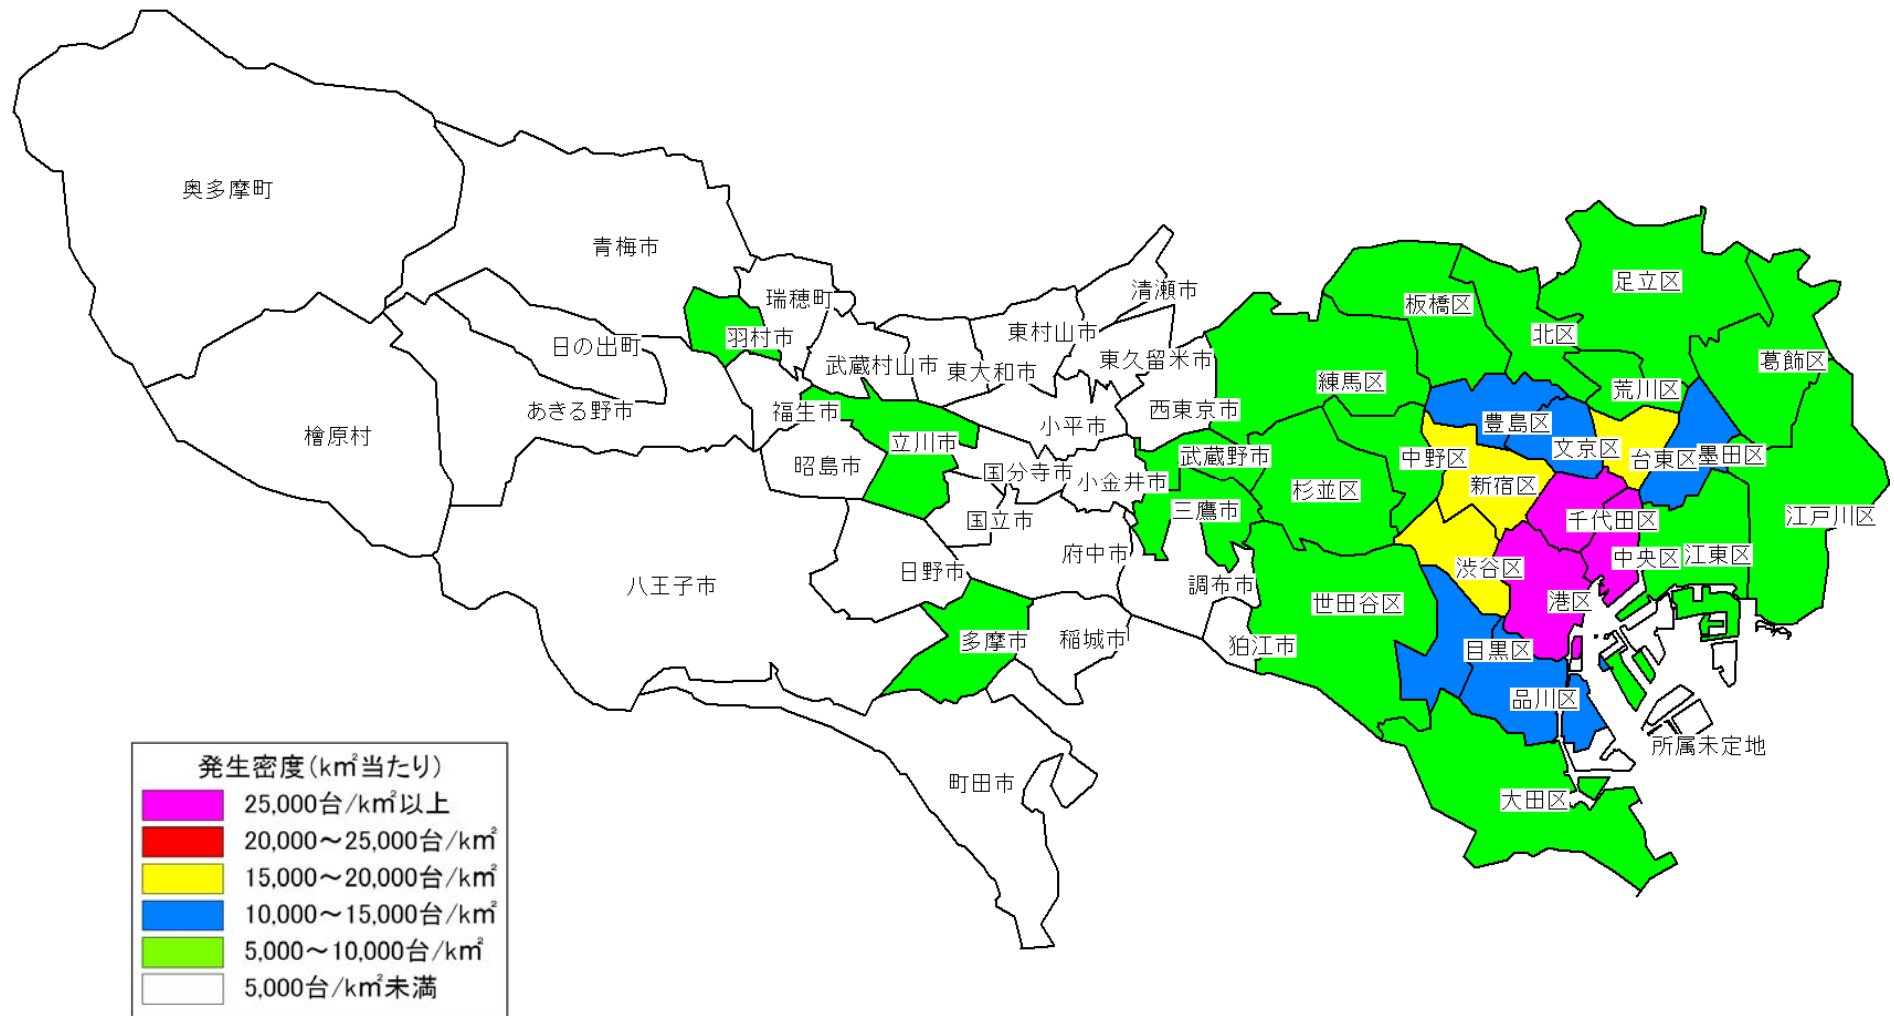 奥多摩町
青梅市
瑞穂町
羽村市
日の出町
あきる野市
檜原村
福生市
武蔵村山市
東大和市
東村山市
清瀬市
東久留米市
西東京市
小平市
立川市
昭島市
国分寺市
小金井市
武蔵野市
三鷹市
国立市
府中市
調布市
狛江市
日野市
八王子市
多摩市
稲城市
町田市
足立区
板橋区
北区
葛飾区
荒川区
練馬区
豊島区
文京区
台東区
墨田区
中野区
新宿区
杉並区
千代田区
江戸川区
中央区
江東区
渋谷区
港区
世田谷区
目黒区
品川区
所属未定地
大田区
発生密度(k㎡当たり)
25,000台/k㎡以上
20,000～25,000台/k㎡
15,000～20,000台/k㎡
10,000～15,000台/k㎡
5,000～10,000台/k㎡
5,000台/k㎡未満